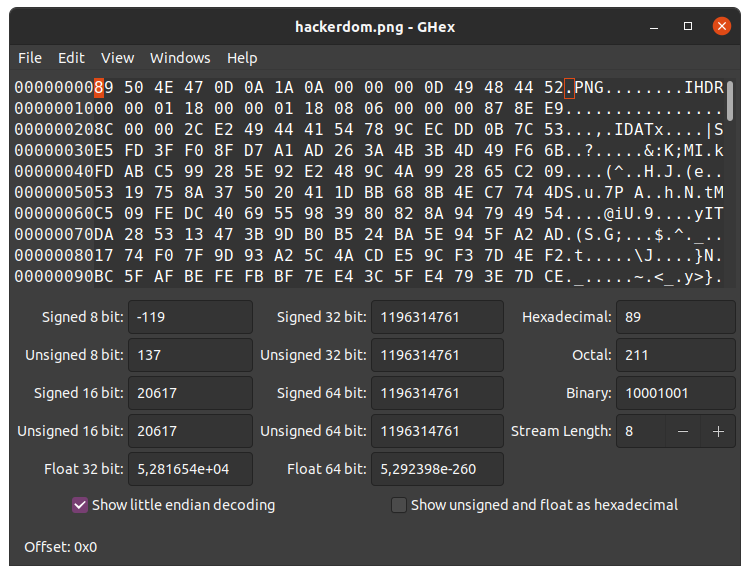 hackerdom.png - GHex
File Edit View Windows Help
0000000089 50 4E 47 0D 0A 1A 0A 00 00 00 0D 49 48 44 52.PNG........IHDR
0000001000 00 01 18 00 00 01 18 08 06 00 00 00 87 8E E9................
000000208C 00 00 2C E2 49 44 41 54 78 9C EC DD 0B 7C 53...,.IDATx....|S
00000030E5 FD 3F F0 8F D7 A1 AD 26 3A 4B 3B 4D 49 F6 6B..?.....&:K;MI.k
00000040FD AB C5 99 28 5E 92 E2 48 9C 4A 99 28 65 C2 09....(^..H.J.(e..
0000005053 19 75 8A 37 50 20 41 1D BB 68 8B 4E C7 74 4DS.u.7P A..h.N.tM
00000060C5 09 FE DC 40 69 55 98 39 80 82 8A 94 79 49 54....@iU.9....yIT
00000070DA 28 53 13 47 3B 9D B0 B5 24 BA 5E 94 5F A2 AD.(S.G;...$.^._..
0000008017 74 F0 7F 9D 93 A2 5C 4A CD E5 9C F3 7D 4E F2.t.....\J....}N.
00000090BC 5F AF BE FE FB BF 7E E4 3C 5F E4 79 3E 7D CE._.....~.<_.y>}.
Signed 8 bit: -119 Signed 32 bit: 1196314761 Hexadecimal: 89
Unsigned 8 bit: 137 Unsigned 32 bit: 1196314761 Octal: 211
Signed 16 bit: 20617 Signed 64 bit: 1196314761 Binary: 10001001
Unsigned 16 bit: 20617 Unsigned 64 bit: 1196314761 Stream Length: 8 − +
Float 32 bit: 5,281654e+04 Float 64 bit: 5,292398e-260
Show little endian decoding Show unsigned and float as hexadecimal
Offset: 0x0